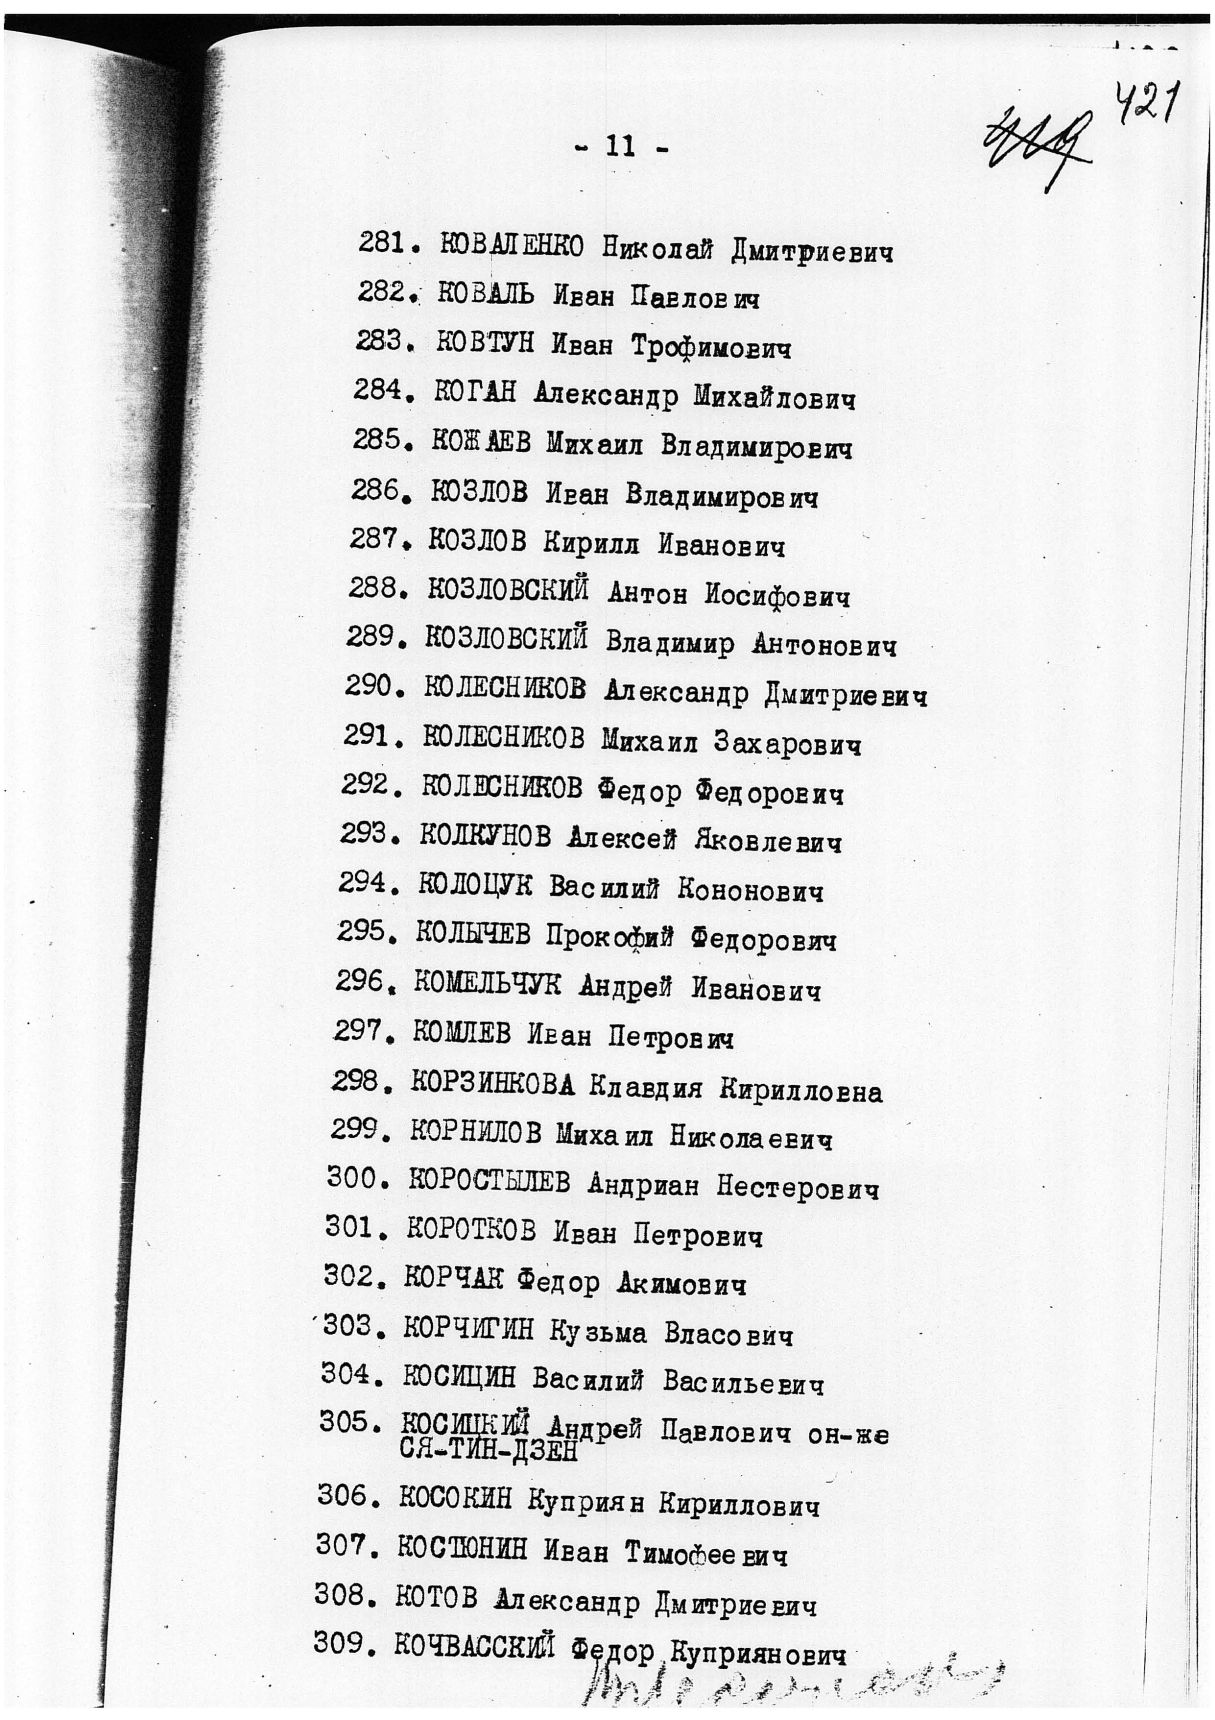 421
419
- 11 -
281. КОВАЛЕНКО Николай Дмитриевич
282. КОВАЛЬ Иван Павлович
283. КОВТУН Иван Трофимович
284. КОГАН Александр Михайлович
285. КОЖАЕВ Михаил Владимирович
286. КОЗЛОВ Иван Владимирович
287. КОЗЛОВ Кирилл Иванович
288. КОЗЛОВСКИЙ Антон Иосифович
289. КОЗЛОВСКИЙ Владимир Антонович
290. КОЛЕСНИКОВ Александр Дмитриевич
291. КОЛЕСНИКОВ Михаил Захарович
292. КОЛЕСНИКОВ Федор Федорович
293. КОЛКУНОВ Алексей Яковлевич
294. КОЛОЦУК Василий Кононович
295. КОЛЫЧЕВ Прокофий Федорович
296. КОМЕЛЬЧУК Андрей Иванович
297. КОМЛЕВ Иван Петрович
298. КОРЗИНКОВА Клавдия Кирилловна
299. КОРНИЛОВ Михаил Николаевич
300. КОРОСТЫЛЕВ Андриан Нестерович
301. КОРОТКОВ Иван Петрович
302. КОРЧАК Федор Акимович
303. КОРЧИГИН Кузьма Власович
304. КОСИЦИН Василий Васильевич
305. КОСИЦКИЙ Андрей Павлович он-же
СЯ-ТИН-ДЗЕН
306. КОСОКИН Куприян Кириллович
307. КОСТЮНИН Иван Тимофеевич
308. КОТОВ Александр Дмитриевич
309. КОЧВАССКИЙ Федор Куприянович